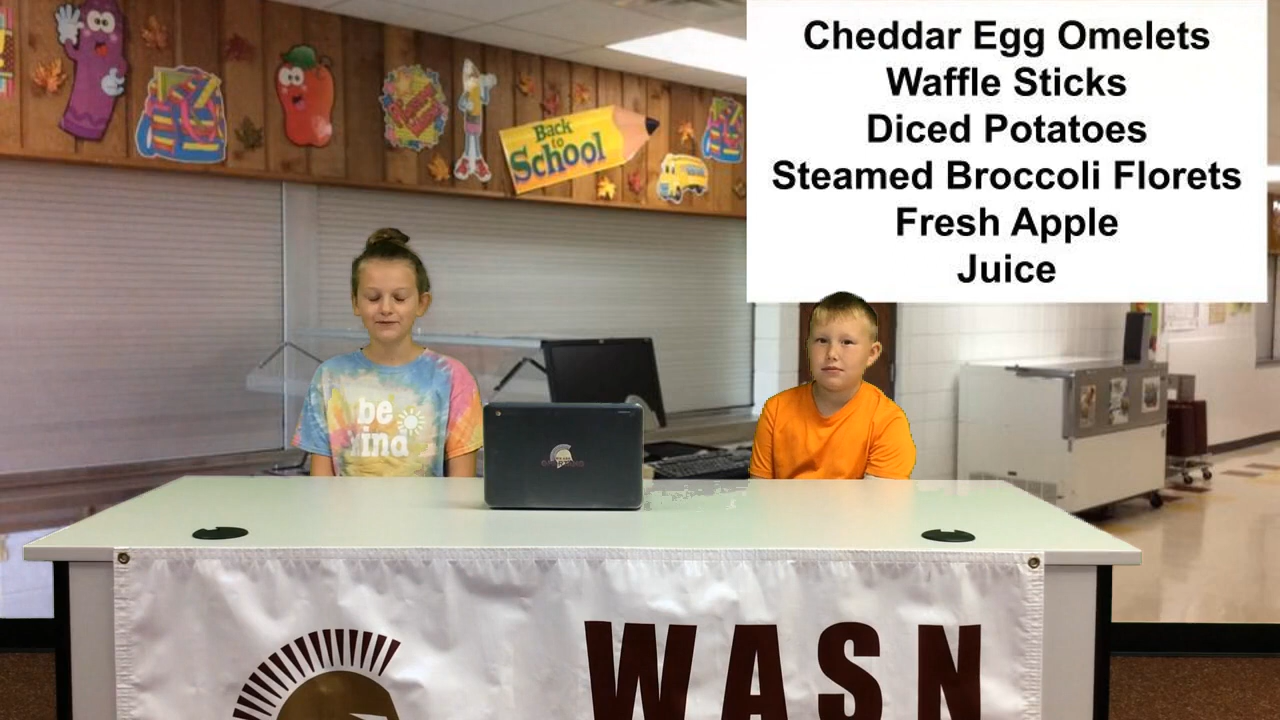 Cheddar Egg Omelets
Waffle Sticks
Diced Potatoes
Steamed Broccoli Florets
Fresh Apple
Juice
Back
to
School
be
kind
WASN